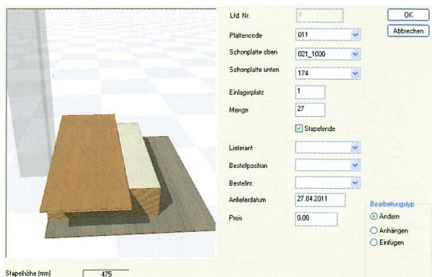 Lfd. Nr. 0 OK
Plattencode 011 Abbrechen
Schonplatte oben 021_1000
Schonplatte unten 174
Einlagerplatz 1
Menge 27
Stapelende
Lieferant
Bestellposition
Bestellnr.
Anlieferdatum 27.04.2011
Preis 0,00
Bearbeitungstyp
Ändern
Anhängen
Einfügen
Stapelhöhe [mm] 475